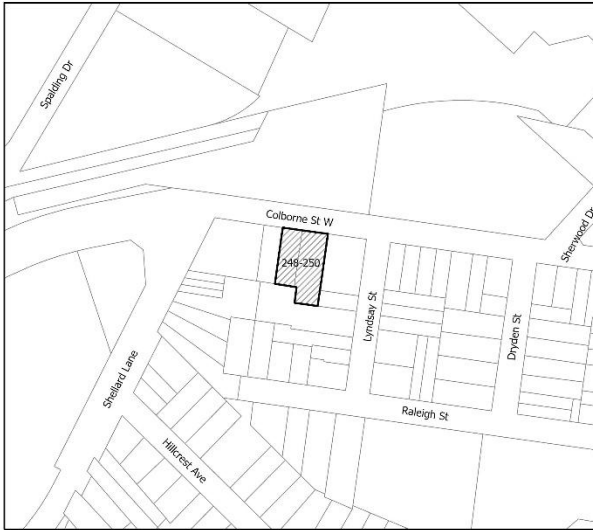 Spalding Dr
Colborne St W
Sherwood Dr
248-250
Lyndsay St
Dryden St
Shellard Lane
Raleigh St
Hillcrest Ave